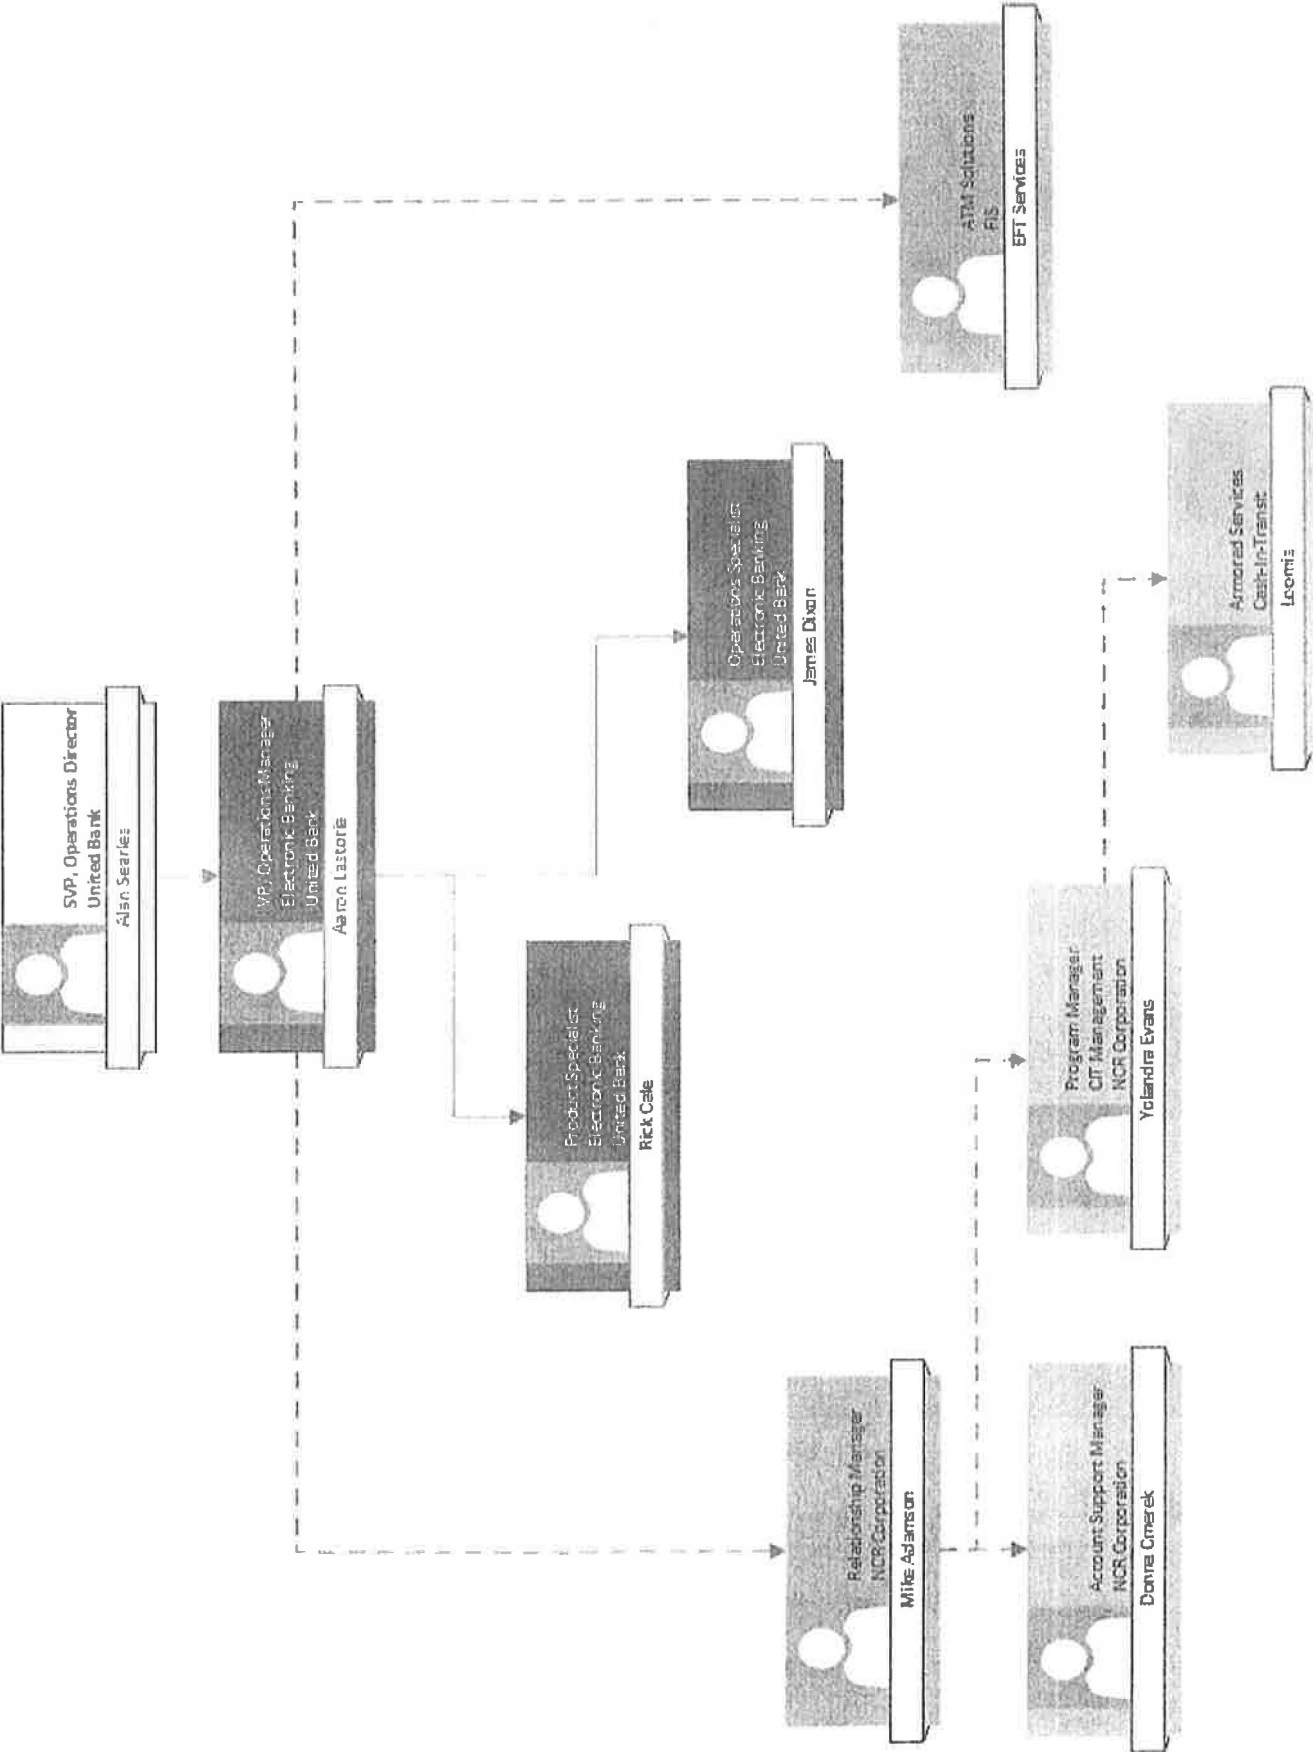 SVP, Operations Director
United Bank
Alan Searles
VP, Operations Manager
Electronic Banking
United Bank
Aaron Lastoria
Product Specialist
Electronic Banking
United Bank
Rick Cale
Operations Specialist
Electronic Banking
United Bank
James Dixon
Relationship Manager
NCR Corporation
Mike Adamson
ATM Solutions
FIS
EFT Services
Account Support Manager
NCR Corporation
Donna Cmerek
Program Manager
CIT Management
NCR Corporation
Yolandra Evans
Armored Services
Cash-In-Transit
Loomis